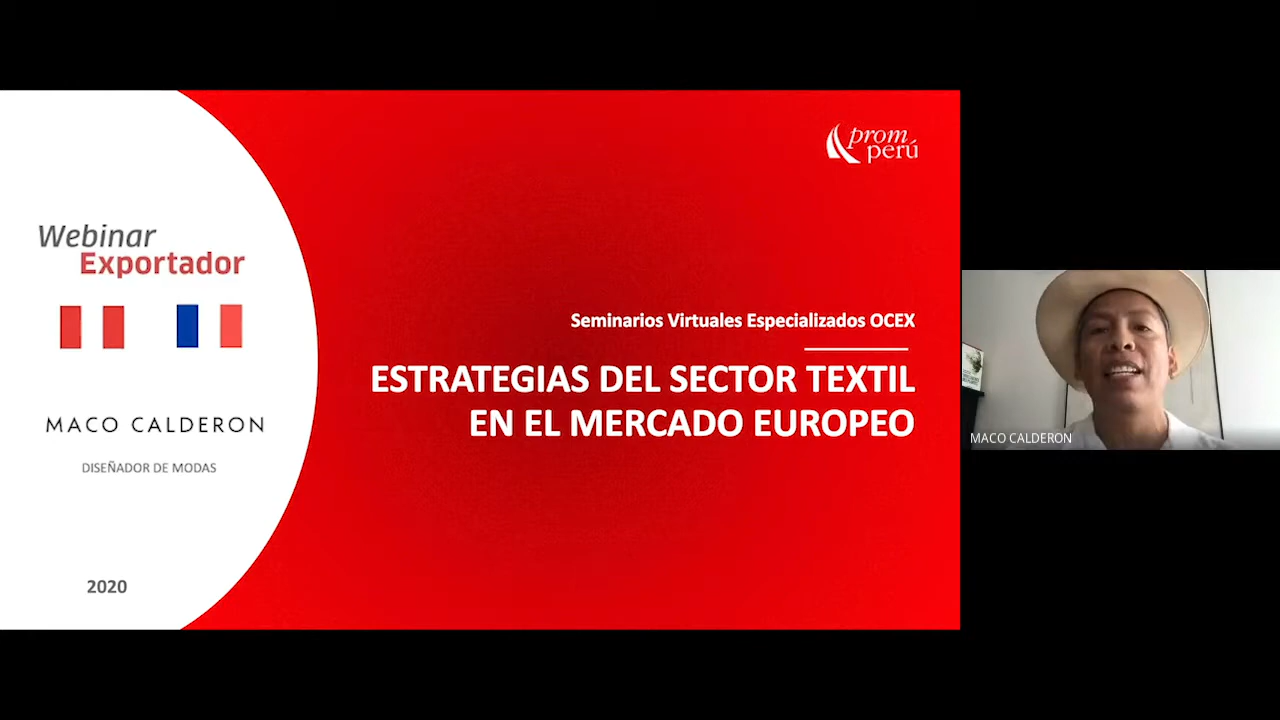 Webinar
Exportador
MACO CALDERON
DISEÑADOR DE MODAS
2020
prom
perú
Seminarios Virtuales Especializados OCEX
ESTRATEGIAS DEL SECTOR TEXTIL
EN EL MERCADO EUROPEO
MACO CALDERON